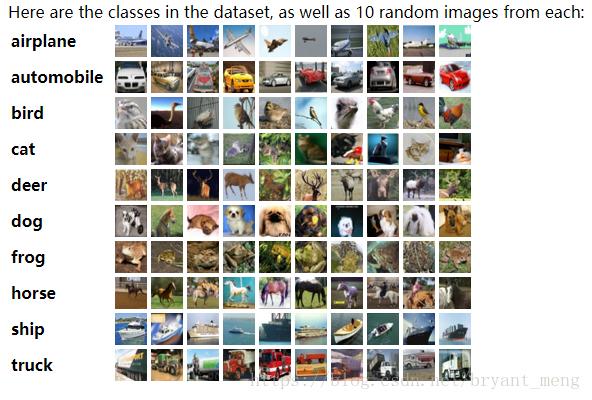 Here are the classes in the dataset, as well as 10 random images from each:
airplane
automobile
bird
cat
deer
dog
frog
horse
ship
truck
https://blog.csdn.net/bryant_meng